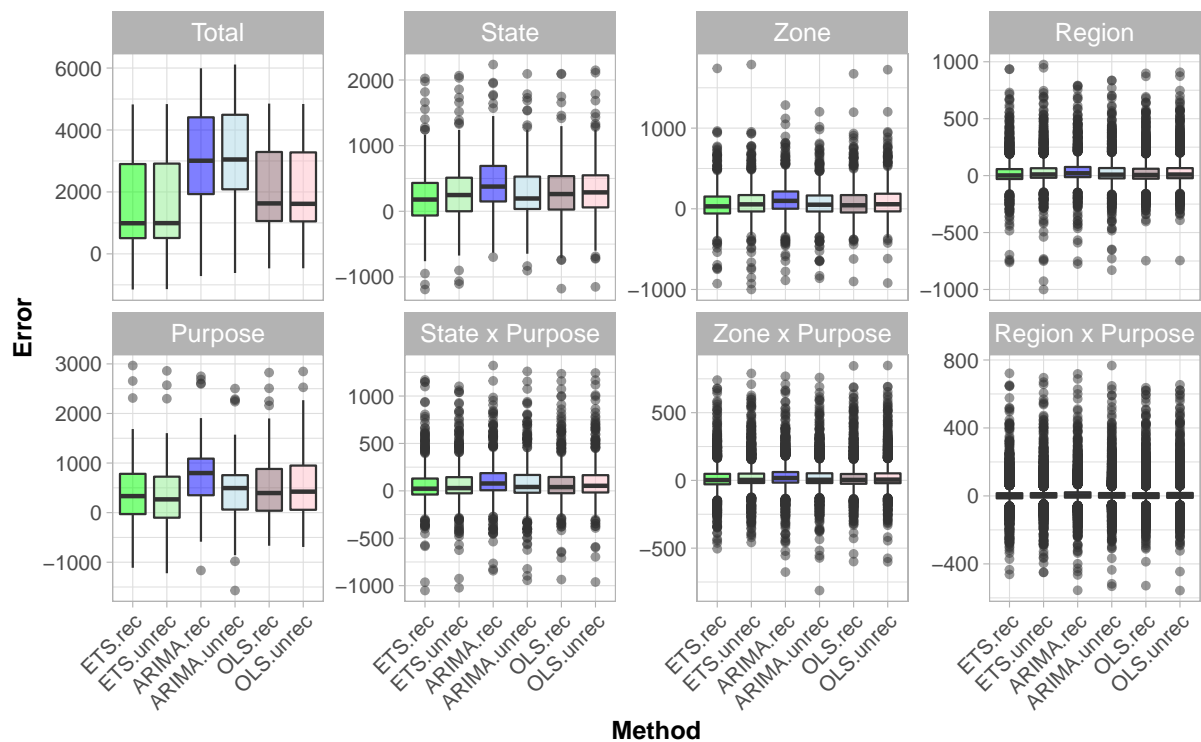 Total
State
Zone
Region
6000
4000
2000
0
2000
1000
0
−1000
1000
0
−1000
1000
500
0
−500
−1000
Error
Purpose
State x Purpose
Zone x Purpose
Region x Purpose
3000
2000
1000
0
−1000
1000
500
0
−500
−1000
500
0
−500
800
400
0
−400
ETS.rec
ETS.unrec
ARIMA.rec
ARIMA.unrec
OLS.rec
OLS.unrec
ETS.rec
ETS.unrec
ARIMA.rec
ARIMA.unrec
OLS.rec
OLS.unrec
ETS.rec
ETS.unrec
ARIMA.rec
ARIMA.unrec
OLS.rec
OLS.unrec
ETS.rec
ETS.unrec
ARIMA.rec
ARIMA.unrec
OLS.rec
OLS.unrec
Method